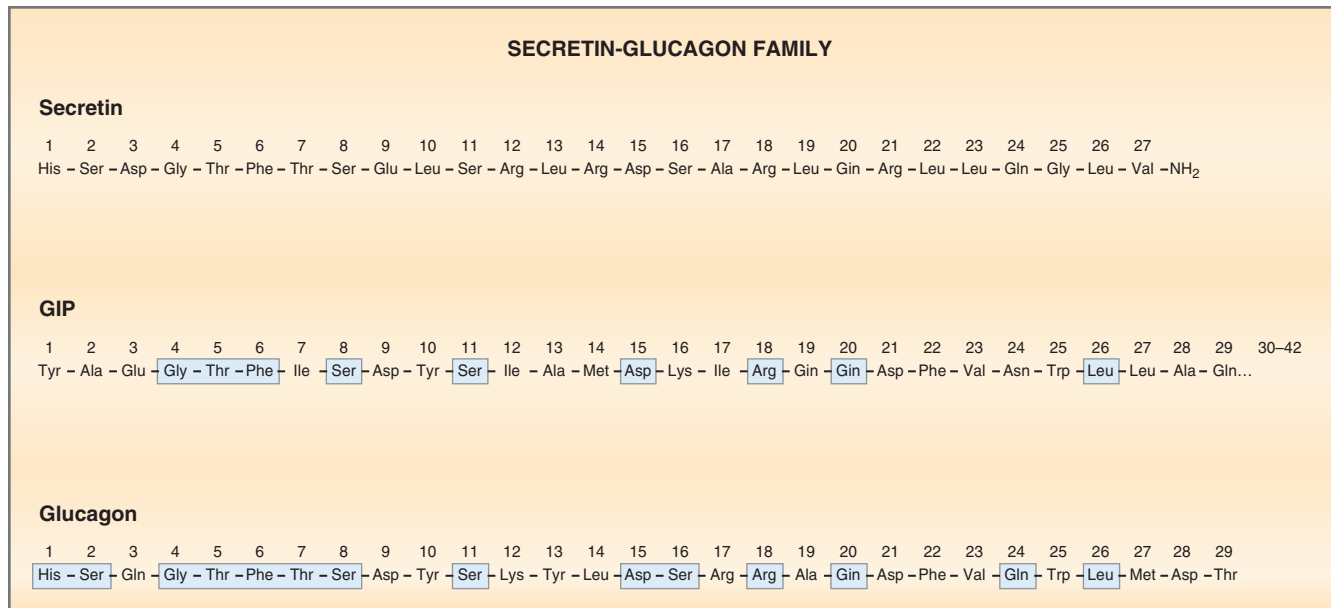 SECRETIN-GLUCAGON FAMILY
Secretin
1 2 3 4 5 6 7 8 9 10 11 12 13 14 15 16 17 18 19 20 21 22 23 24 25 26 27
His – Ser – Asp – Gly – Thr – Phe – Thr – Ser – Glu – Leu – Ser – Arg – Leu – Arg – Asp – Ser – Ala – Arg – Leu – Gin – Arg – Leu – Leu – Gln – Gly – Leu – Val – NH2
GIP
1 2 3 4 5 6 7 8 9 10 11 12 13 14 15 16 17 18 19 20 21 22 23 24 25 26 27 28 29 30–42
Tyr – Ala – Glu – Gly – Thr – Phe – Ile – Ser – Asp – Tyr – Ser – Ile – Ala – Met – Asp – Lys – Ile – Arg – Gin – Gin – Asp – Phe – Val – Asn – Trp – Leu – Leu – Ala – Gln...
Glucagon
1 2 3 4 5 6 7 8 9 10 11 12 13 14 15 16 17 18 19 20 21 22 23 24 25 26 27 28 29
His – Ser – Gln – Gly – Thr – Phe – Thr – Ser – Asp – Tyr – Ser – Lys – Tyr – Leu – Asp – Ser – Arg – Arg – Ala – Gin – Asp – Phe – Val – Gln – Trp – Leu – Met – Asp – Thr